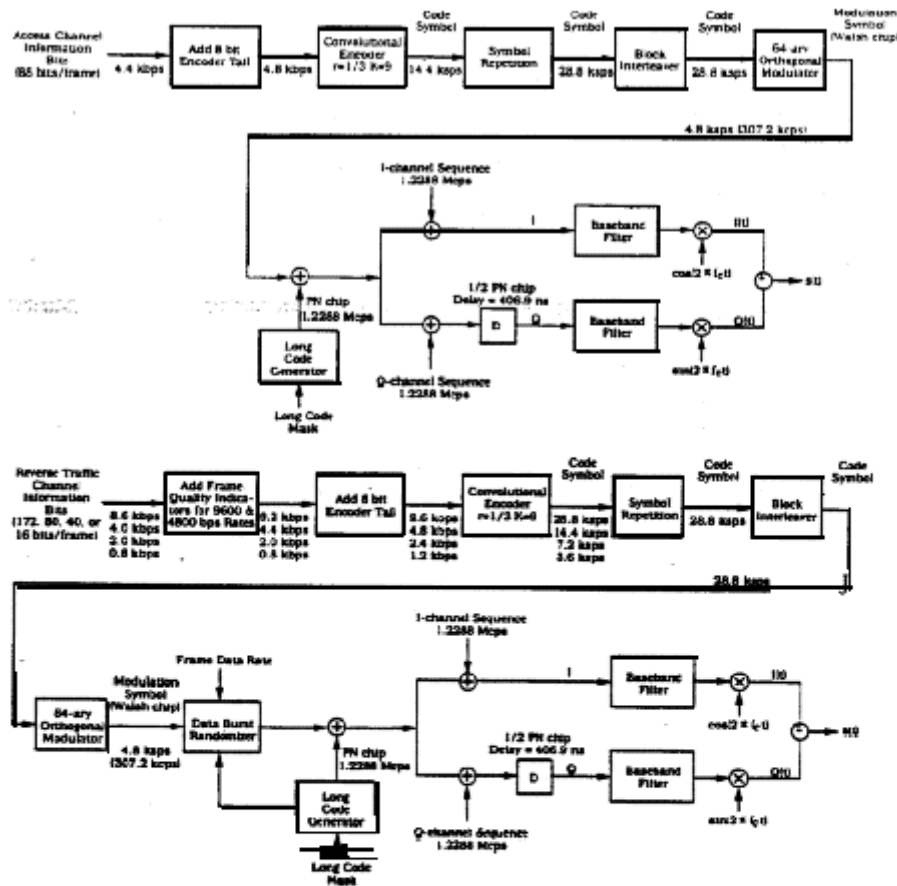 Access Channel
Information
Bits
(88 bits/frame)
4.4 kbps
Add 8 bit
Encoder Tail
4.8 kbps
Convolutional
Encoder
r=1/3 K=9
Code
Symbol
14.4 ksps
Symbol
Repetition
Code
Symbol
28.8 ksps
Block
Interleaver
Code
Symbol
28.8 ksps
64-ary
Orthogonal
Modulator
Modulation
Symbol
(Walsh chip)
4.8 ksps (307.2 kcps)
I-channel Sequence
1.2288 Mcps
I
Baseband
Filter
I(t)
cos(2 π fct)
s(t)
PN chip
1.2288 Mcps
1/2 PN chip
Delay = 406.9 ns
D
Q
Baseband
Filter
Q(t)
sin(2 π fct)
Long
Code
Generator
Q-channel Sequence
1.2288 Mcps
Long Code
Mask
Reverse Traffic
Channel
Information
Bits
(172, 80, 40, or
16 bits/frame)
8.6 kbps
4.0 kbps
2.0 kbps
0.8 kbps
Add Frame
Quality Indica-
tors for 9600 &
4800 bps Rates
9.2 kbps
4.4 kbps
2.0 kbps
0.8 kbps
Add 8 bit
Encoder Tail
9.6 kbps
4.8 kbps
2.4 kbps
1.2 kbps
Convolutional
Encoder
r=1/3 K=9
Code
Symbol
28.8 ksps
14.4 ksps
7.2 ksps
3.6 ksps
Symbol
Repetition
Code
Symbol
28.8 ksps
Block
Interleaver
Code
Symbol
28.8 ksps
64-ary
Orthogonal
Modulator
Modulation
Symbol
(Walsh chip)
4.8 ksps
(307.2 kcps)
Frame Data Rate
Data Burst
Randomizer
PN chip
1.2288 Mcps
I-channel Sequence
1.2288 Mcps
I
Baseband
Filter
I(t)
cos(2 π fct)
s(t)
1/2 PN chip
Delay = 406.9 ns
D
Q
Baseband
Filter
Q(t)
sin(2 π fct)
Long
Code
Generator
Q-channel Sequence
1.2288 Mcps
Long Code
Mask